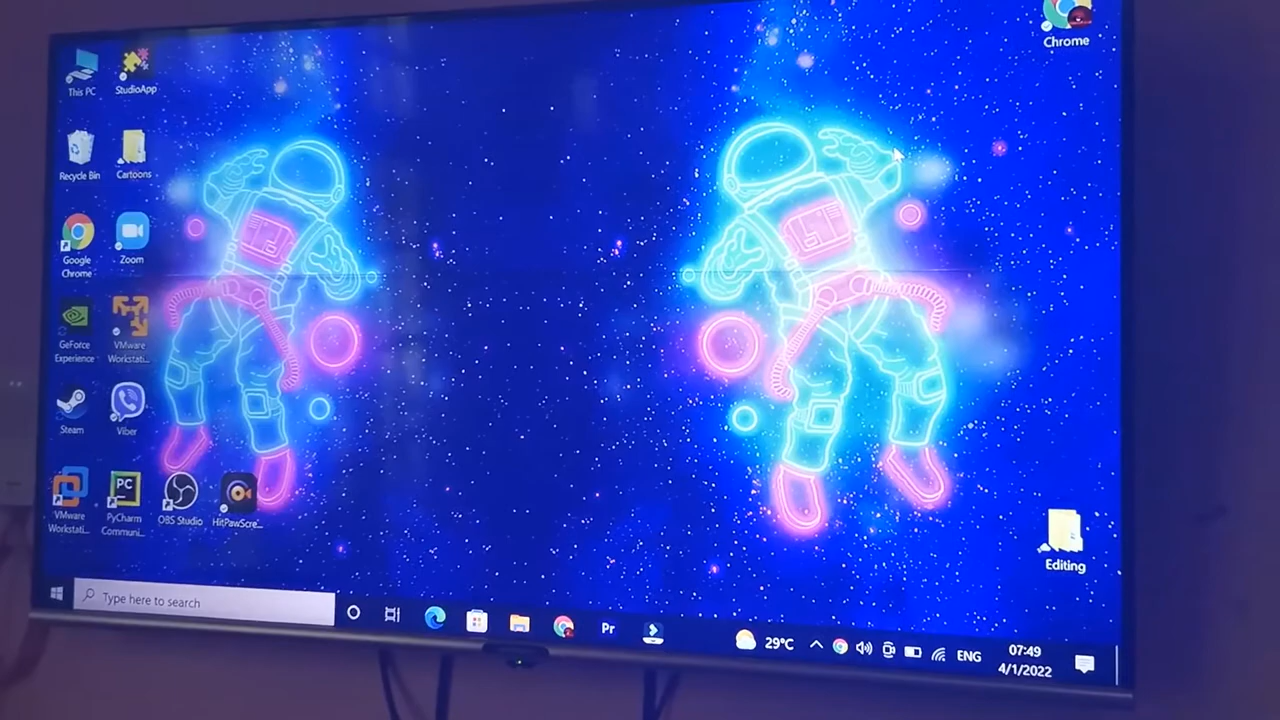 This PC
StudioApp
Chrome
Recycle Bin
Cartoons
Google
Chrome
Zoom
GeForce
Experience
VMware
Workstati...
Steam
Viber
VMware
Workstati...
PC
PyCharm
Communi...
OBS Studio
HitPawScre...
Editing
Type here to search
Pr
29°C
ENG
07:49
4/1/2022